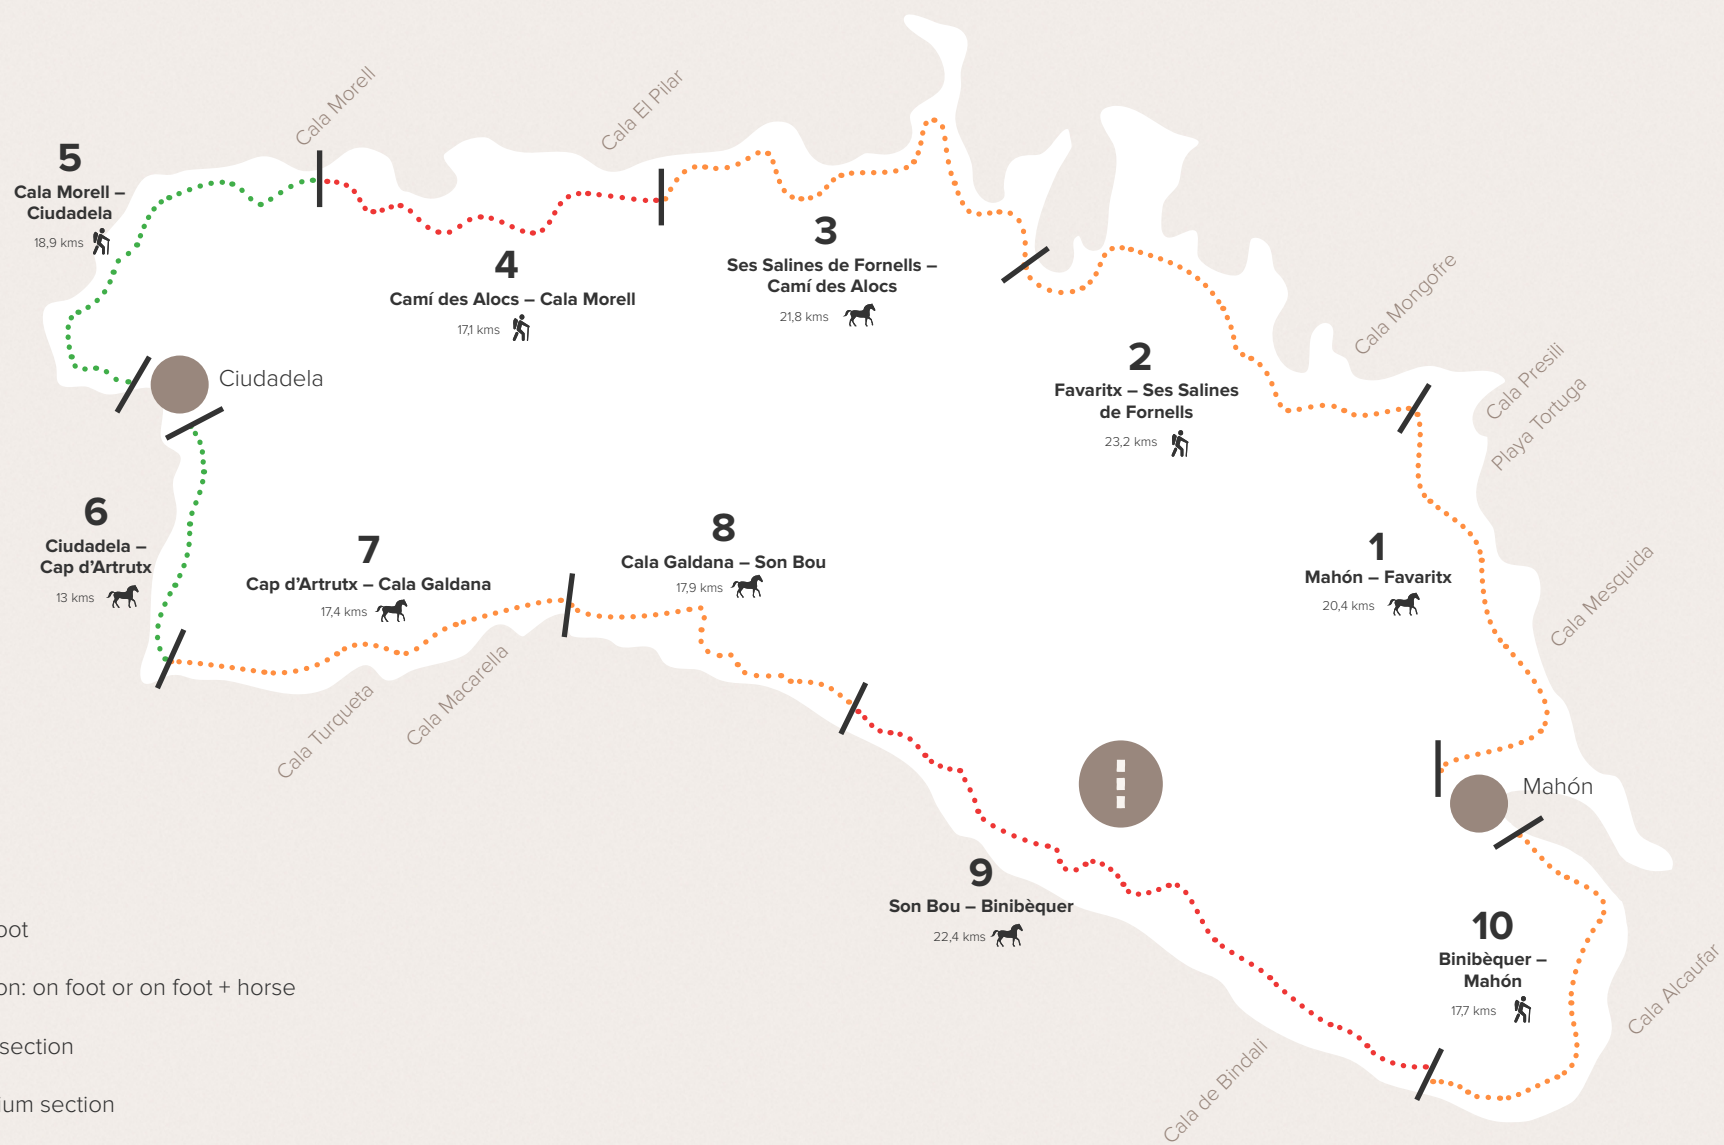 Cala Morell
Cala El Pilar
5
Cala Morell –
Ciudadela
18,9 kms
4
Camí des Alocs – Cala Morell
17,1 kms
3
Ses Salines de Fornells –
Camí des Alocs
21,8 kms
2
Favaritx – Ses Salines
de Fornells
23,2 kms
Cala Mongofre
Cala Presili
Playa Tortuga
Ciudadela
6
Ciudadela –
Cap d’Artrutx
13 kms
7
Cap d’Artrutx – Cala Galdana
17,4 kms
8
Cala Galdana – Son Bou
17,9 kms
1
Mahón – Favaritx
20,4 kms
Cala Mesquida
Cala Turqueta
Cala Macarella
Mahón
9
Son Bou – Binibèquer
22,4 kms
10
Binibèquer –
Mahón
17,7 kms
Cala Alcaufar
Cala de Bindali
oot
on: on foot or on foot + horse
section
ium section